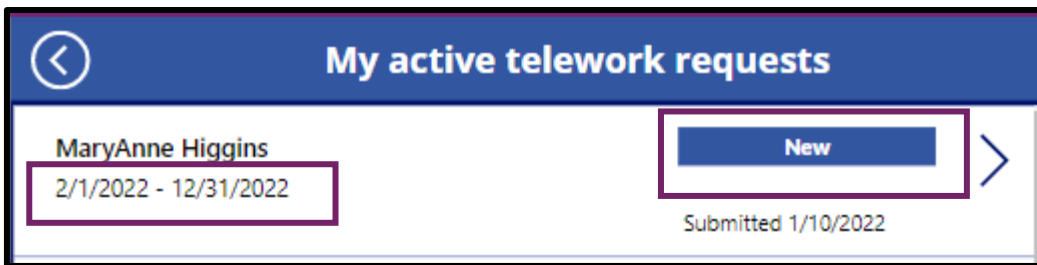 My active telework requests
MaryAnne Higgins
2/1/2022 - 12/31/2022
New
Submitted 1/10/2022